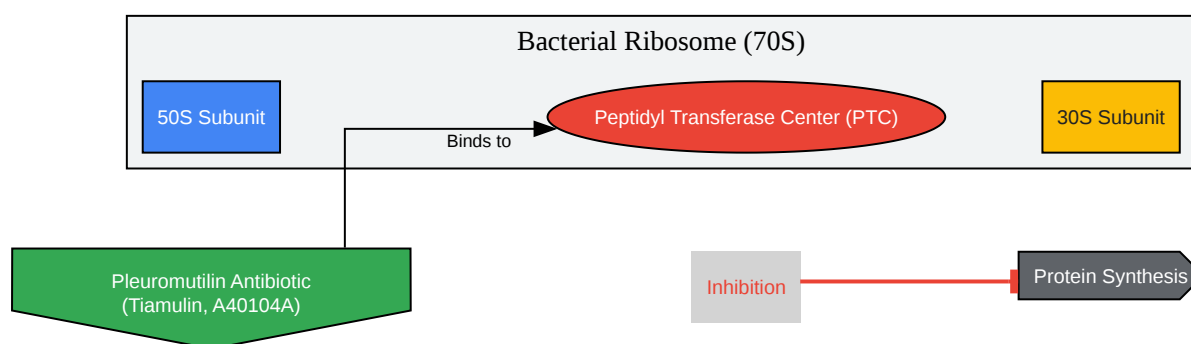 Bacterial Ribosome (70S)
50S Subunit
Peptidyl Transferase Center (PTC)
30S Subunit
Binds to
Pleuromutilin Antibiotic
(Tiamulin, A40104A)
Inhibition
Protein Synthesis